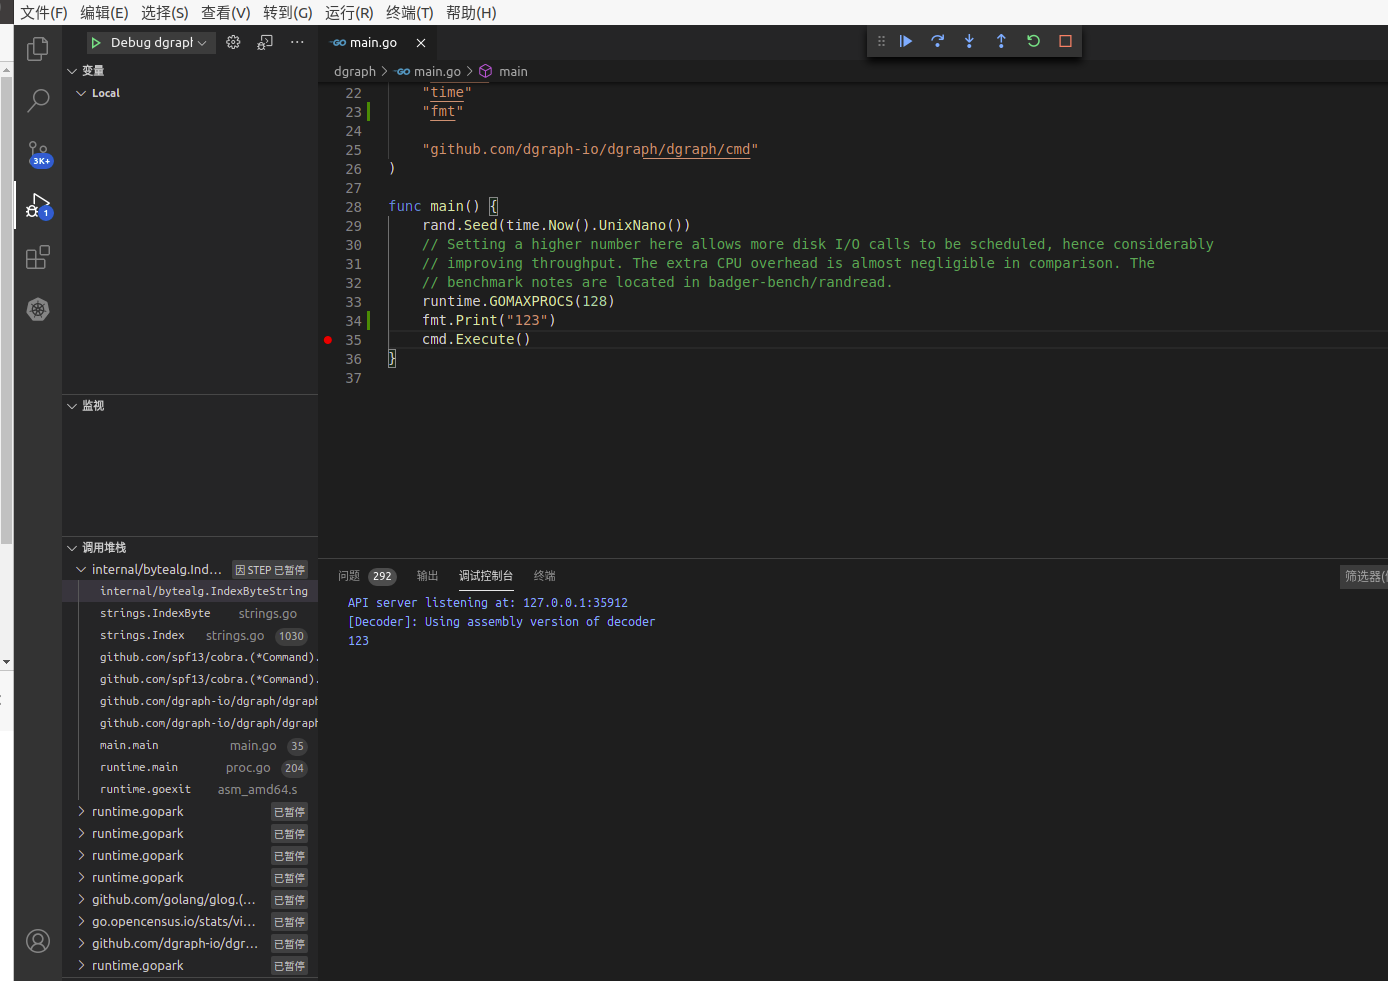 文件(F) 编辑(E) 选择(S) 查看(V) 转到(G) 运行(R) 终端(T) 帮助(H)
Debug dgraph
main.go
dgraph > main.go > main
变量
Local
3K+
1
22 "time"
23 "fmt"
24
25 "github.com/dgraph-io/dgraph/dgraph/cmd"
26 )
27
28 func main() {
29 rand.Seed(time.Now().UnixNano())
30 // Setting a higher number here allows more disk I/O calls to be scheduled, hence considerably
31 // improving throughput. The extra CPU overhead is almost negligible in comparison. The
32 // benchmark notes are located in badger-bench/randread.
33 runtime.GOMAXPROCS(128)
34 fmt.Print("123")
35 cmd.Execute()
36 }
37
监视
调用堆栈
internal/bytealg.Ind... 因 STEP 已暂停
internal/bytealg.IndexByteString
strings.IndexByte strings.go
strings.Index strings.go 1030
github.com/spf13/cobra.(*Command).
github.com/spf13/cobra.(*Command).
github.com/dgraph-io/dgraph/dgraph
github.com/dgraph-io/dgraph/dgraph
main.main main.go 35
runtime.main proc.go 204
runtime.goexit asm_amd64.s
runtime.gopark 已暂停
runtime.gopark 已暂停
runtime.gopark 已暂停
runtime.gopark 已暂停
github.com/golang/glog.(... 已暂停
go.opencensus.io/stats/vi... 已暂停
github.com/dgraph-io/dgr... 已暂停
runtime.gopark 已暂停
问题 292 输出 调试控制台 终端
筛选器(
API server listening at: 127.0.0.1:35912
[Decoder]: Using assembly version of decoder
123